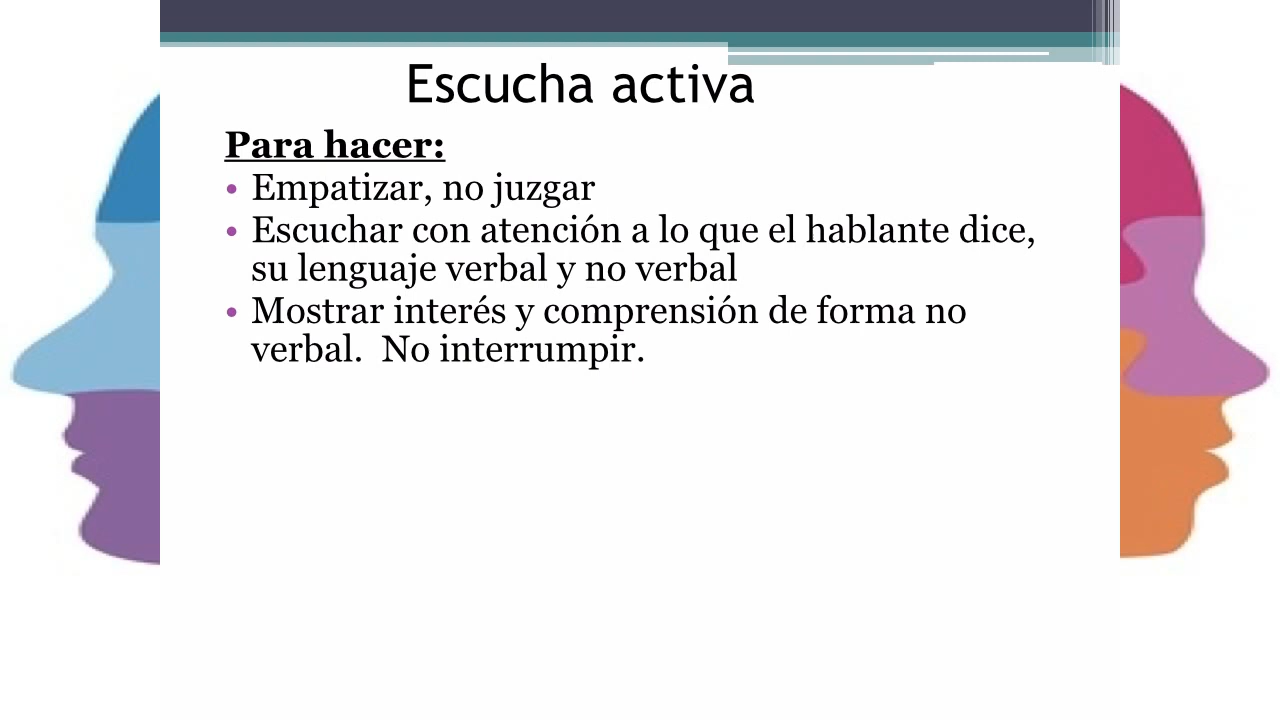 Escucha activa
Para hacer:
• Empatizar, no juzgar
• Escuchar con atención a lo que el hablante dice,
su lenguaje verbal y no verbal
• Mostrar interés y comprensión de forma no
verbal.  No interrumpir.